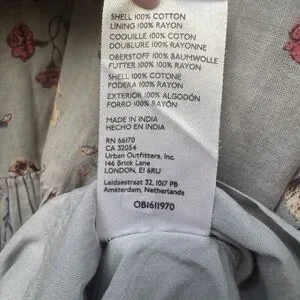 SHELL 100% COTTON
LINING 100% RAYON
COQUILLE 100% COTON
DOUBLURE 100% RAYONNE
OBERSTOFF 100% BAUMWOLLE
FUTTER 100% RAYON
SHELL 100% COTONE
FODERA 100% RAYON
EXTERIOR 100% ALGODÓN
FORRO 100% RAYÓN
MADE IN INDIA
HECHO EN INDIA
RN 66170
CA 32054
Urban Outfitters, Inc.
146 Brick Lane
LONDON, E1 6RU
Leidsestraat 32, 1017 PB
Amsterdam, Netherlands
OB1611970